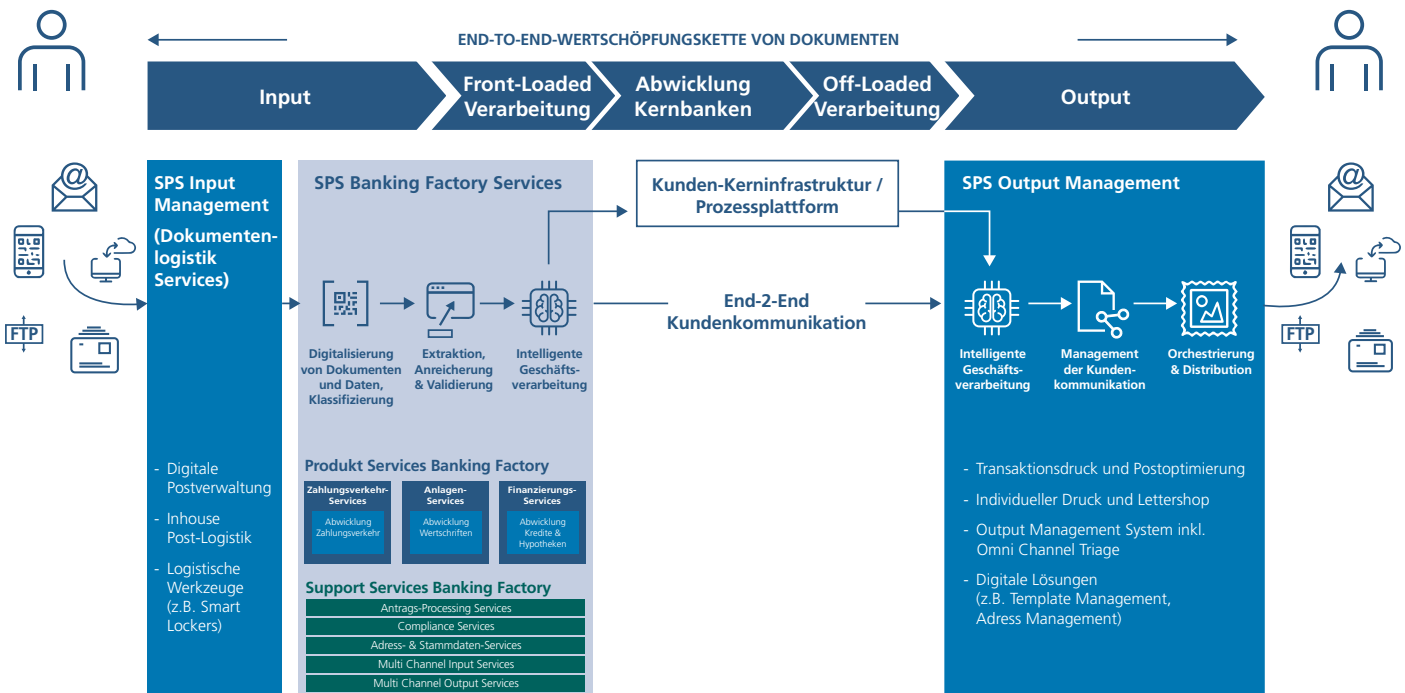 END-TO-END-WERTSCHÖPFUNGSKETTE VON DOKUMENTEN
Input
Front-Loaded
Verarbeitung
Abwicklung
Kernbanken
Off-Loaded
Verarbeitung
Output
SPS Input
Management
(Dokumenten-
logistik
Services)
- Digitale
Postverwaltung
- Inhouse
Post-Logistik
- Logistische
Werkzeuge
(z.B. Smart
Lockers)
SPS Banking Factory Services
Digitalisierung
von Dokumenten
und Daten,
Klassifizierung
Extraktion,
Anreicherung
& Validierung
Intelligente
Geschäfts-
verarbeitung
Produkt Services Banking Factory
Zahlungsverkehr-
Services
Abwicklung
Zahlungsverkehr
Anlagen-
Services
Abwicklung
Wertschriften
Finanzierungs-
Services
Abwicklung
Kredite &
Hypotheken
Support Services Banking Factory
Antrags-Processing Services
Compliance Services
Adress- & Stammdaten-Services
Multi Channel Input Services
Multi Channel Output Services
Kunden-Kerninfrastruktur /
Prozessplattform
End-2-End
Kundenkommunikation
SPS Output Management
Intelligente
Geschäfts-
verarbeitung
Management
der Kunden-
kommunikation
Orchestrierung
& Distribution
- Transaktionsdruck und Postoptimierung
- Individueller Druck und Lettershop
- Output Management System inkl.
Omni Channel Triage
- Digitale Lösungen
(z.B. Template Management,
Adress Management)
@
FTP
@
FTP